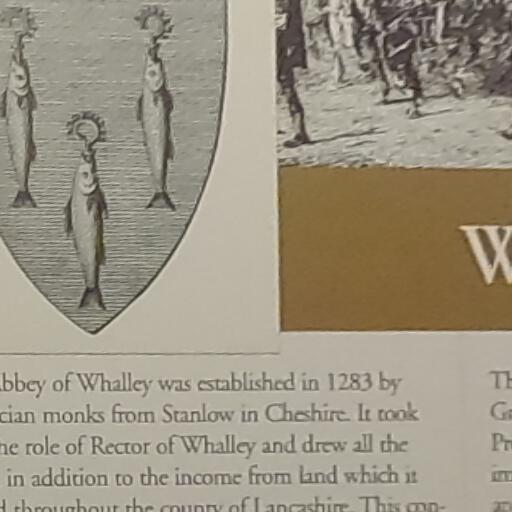 W
bbey of Whalley was established in 1283 by
cian monks from Stanlow in Cheshire. It took
he role of Rector of Whalley and drew all the
in addition to the income from land which it
d throughout the county of Lancashire. This con-
Th
Ga
Pr
im